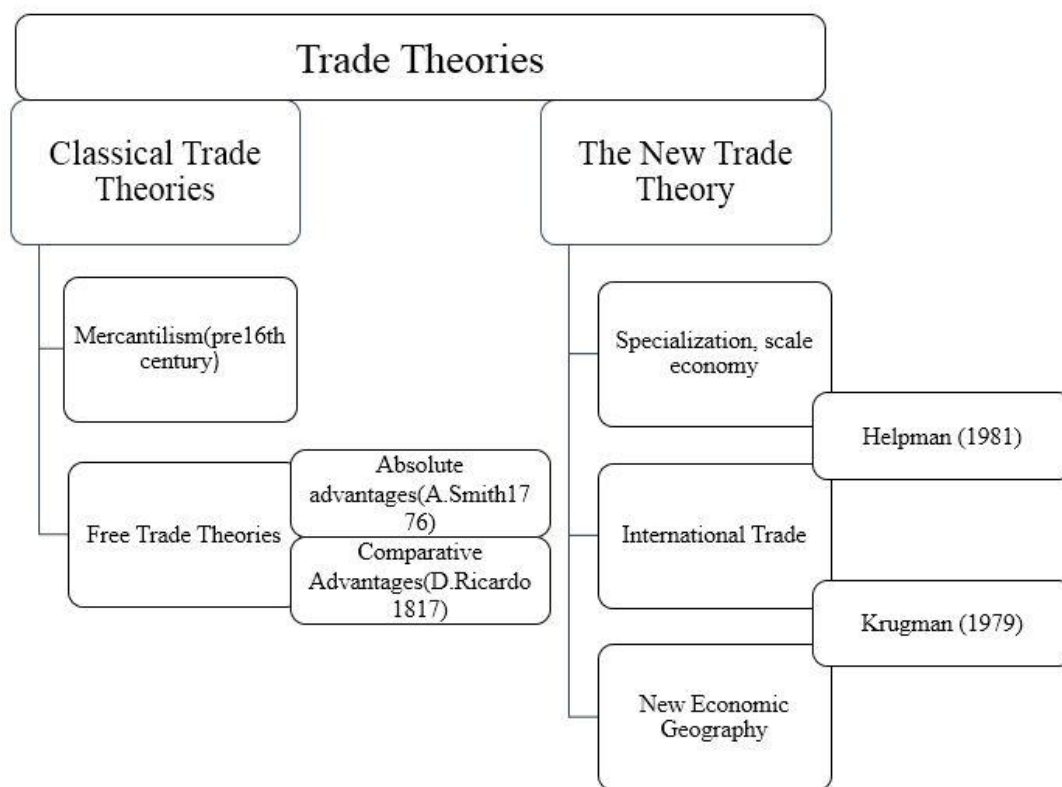 Trade Theories
Classical Trade
Theories
Mercantilism(pre16th
century)
Free Trade Theories
Absolute
advantages(A.Smith17
76)
Comparative
Advantages(D.Ricardo
1817)
The New Trade
Theory
Specialization, scale
economy
Helpman (1981)
International Trade
Krugman (1979)
New Economic
Geography